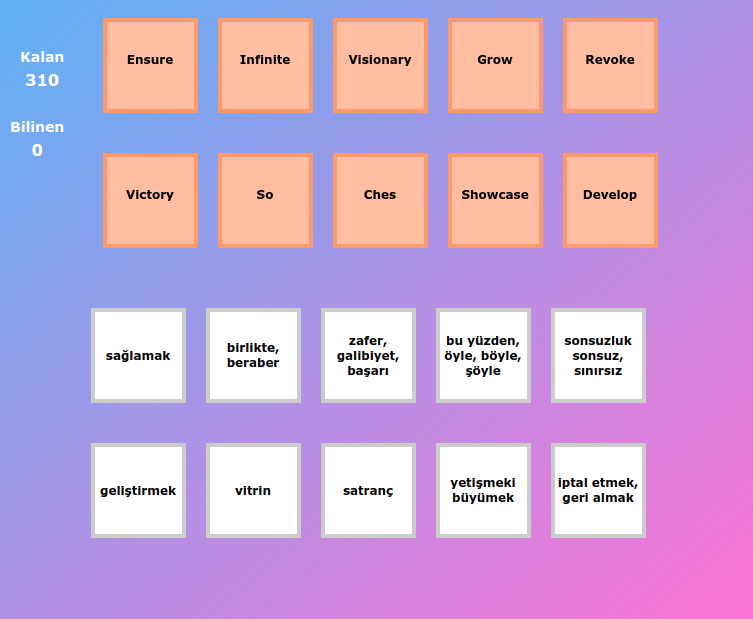 Kalan
310
Bilinen
0
Ensure
Infinite
Visionary
Grow
Revoke
Victory
So
Ches
Showcase
Develop
sağlamak
birlikte,
beraber
zafer,
galibiyet,
başarı
bu yüzden,
öyle, böyle,
şöyle
sonsuzluk
sonsuz,
sınırsız
geliştirmek
vitrin
satranç
yetişmeki
büyümek
iptal etmek,
geri almak